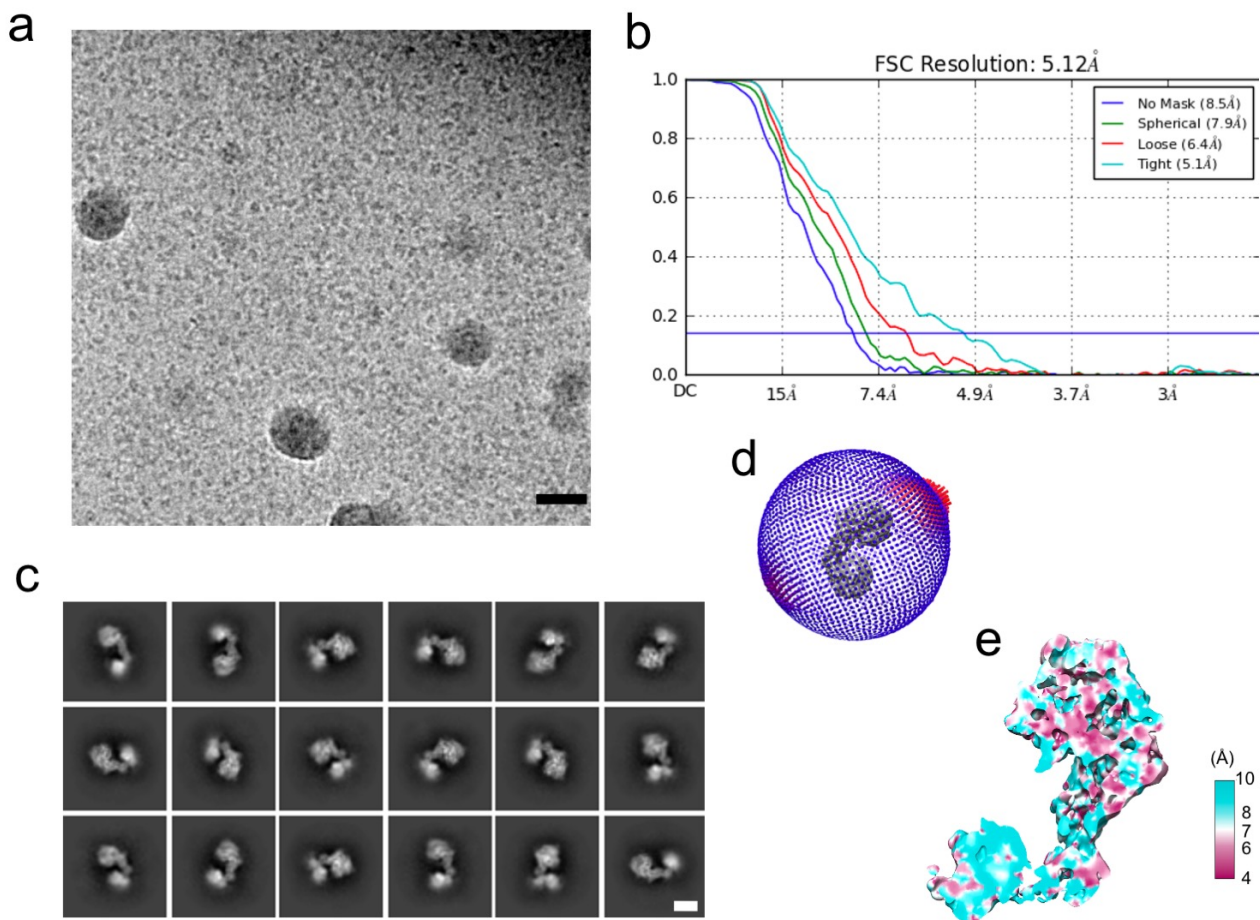 a
b
FSC Resolution: 5.12Å
1.0
0.8
0.6
0.4
0.2
0.0
No Mask (8.5Å)
Spherical (7.9Å)
Loose (6.4Å)
Tight (5.1Å)
DC
15Å
7.4Å
4.9Å
3.7Å
3Å
c
d
e
(Å)
10
8
7
6
4